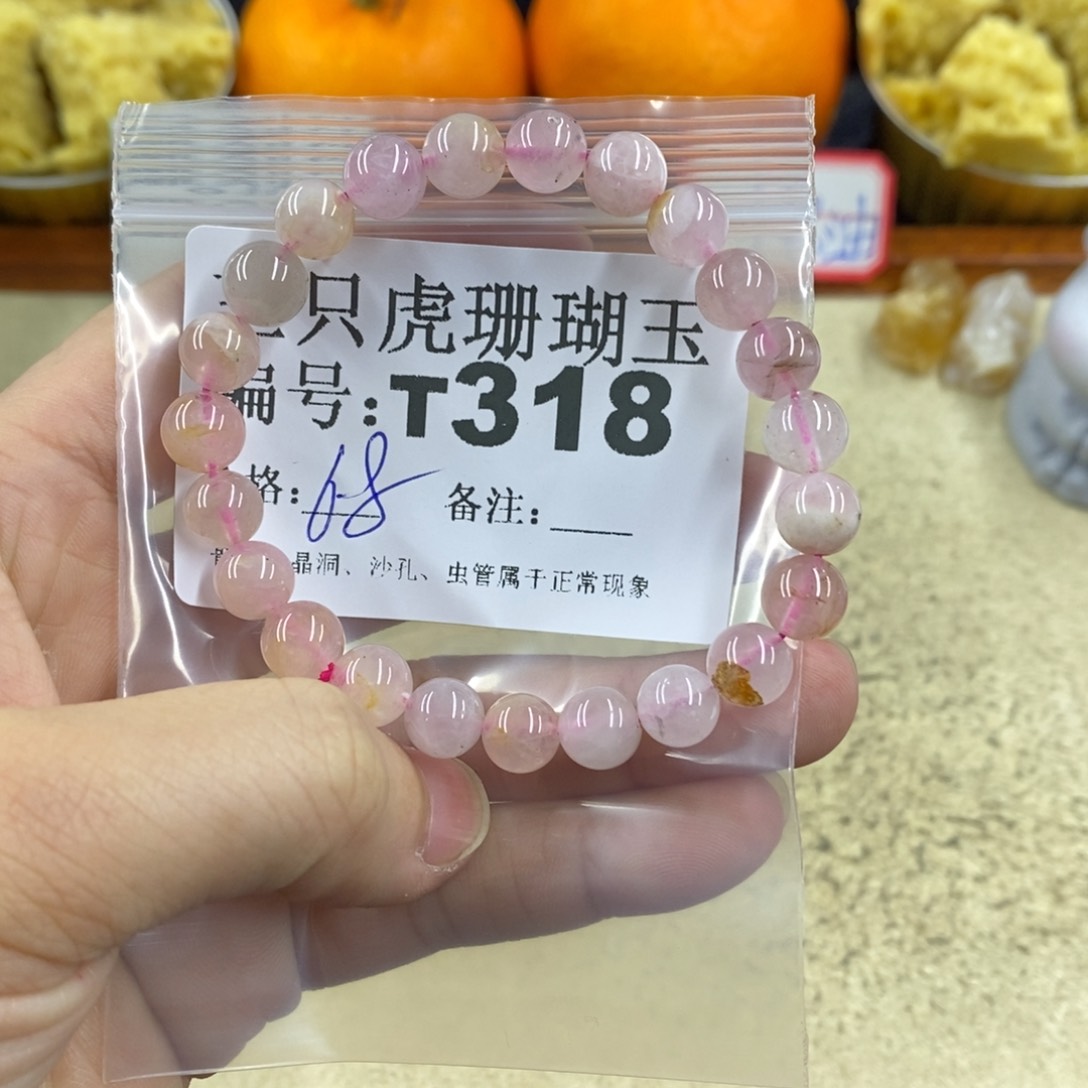 只虎珊瑚玉
编号:T318
格:68 备注:
晶洞、沙孔、虫管属于正常现象